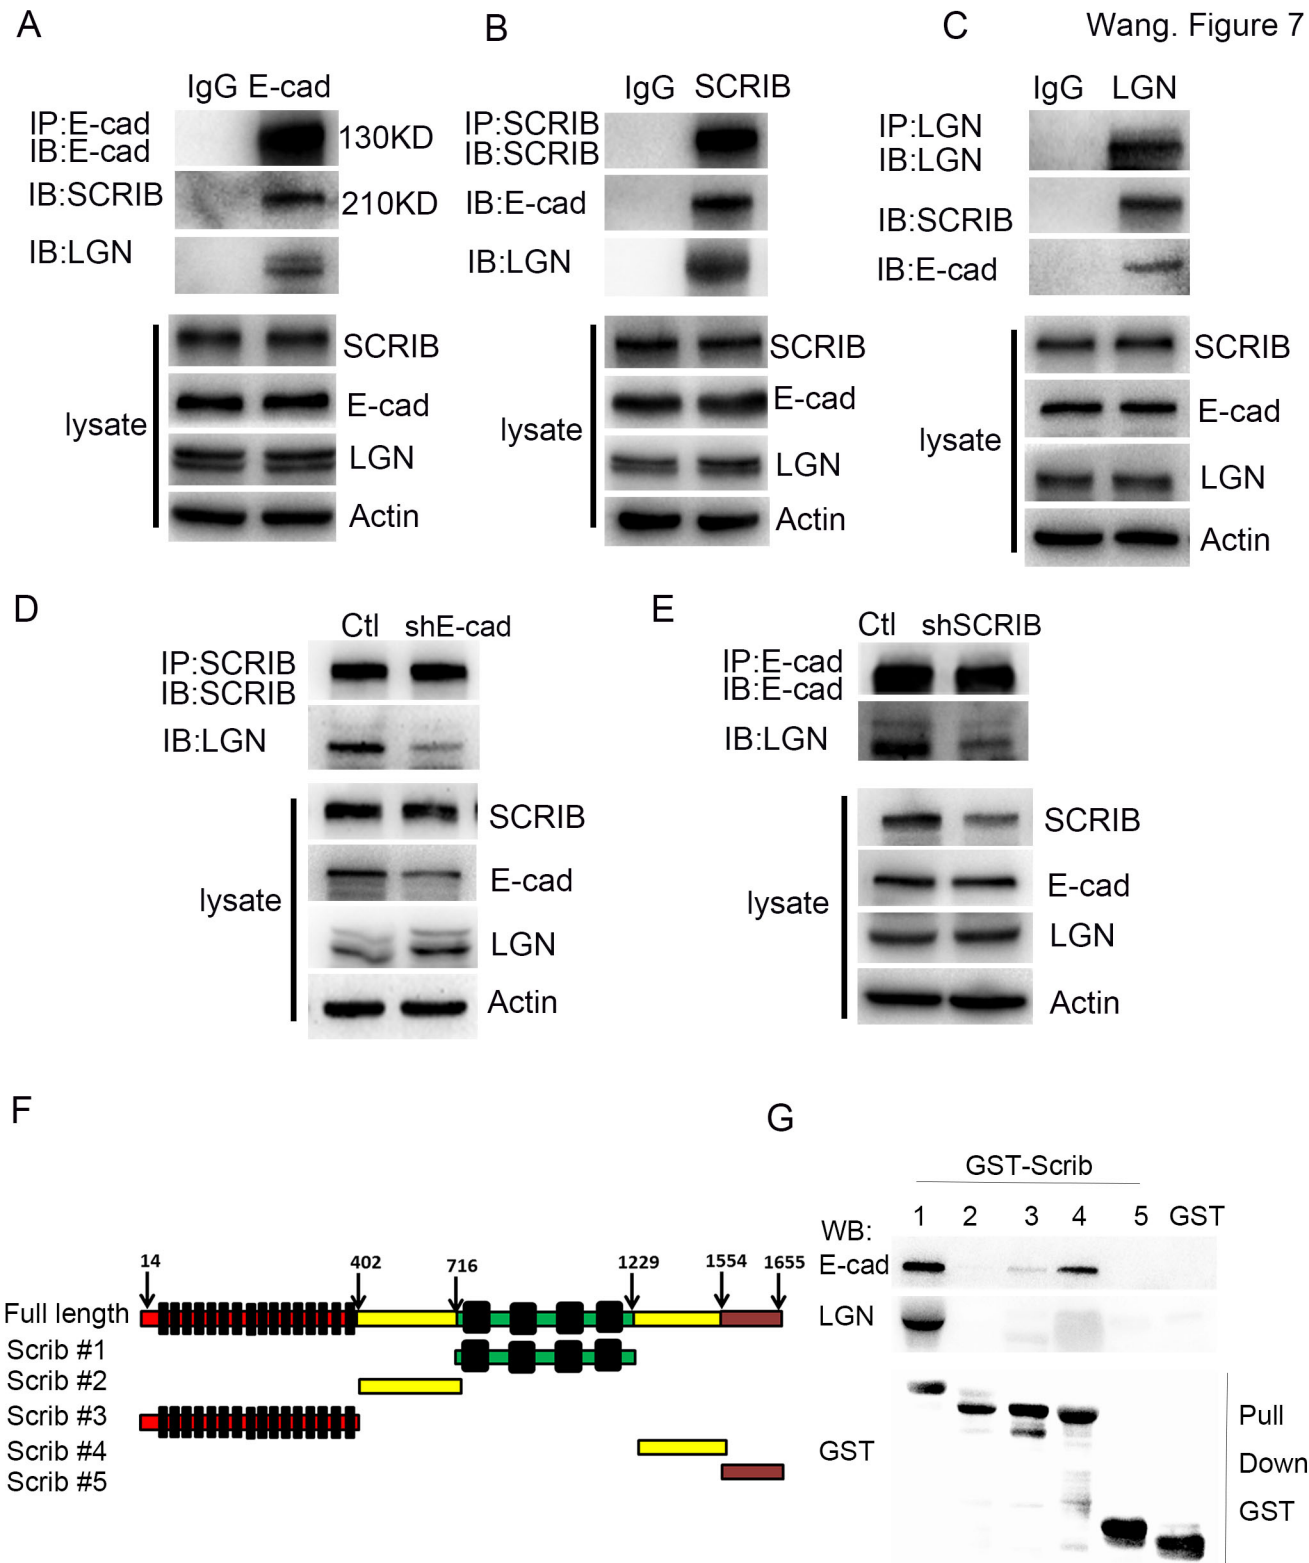 Wang. Figure 7
A
IgG E-cad
IP:E-cad
IB:E-cad
130KD
IB:SCRIB
210KD
IB:LGN
lysate
SCRIB
E-cad
LGN
Actin
B
IgG SCRIB
IP:SCRIB
IB:SCRIB
IB:E-cad
IB:LGN
lysate
SCRIB
E-cad
LGN
Actin
C
IgG LGN
IP:LGN
IB:LGN
IB:SCRIB
IB:E-cad
lysate
SCRIB
E-cad
LGN
Actin
D
Ctl shE-cad
IP:SCRIB
IB:SCRIB
IB:LGN
lysate
SCRIB
E-cad
LGN
Actin
E
Ctl shSCRIB
IP:E-cad
IB:E-cad
IB:LGN
lysate
SCRIB
E-cad
LGN
Actin
F
14 402 716 1229 1554 1655
Full length
Scrib #1
Scrib #2
Scrib #3
Scrib #4
Scrib #5
G
GST-Scrib
1 2 3 4 5 GST
WB:
E-cad
LGN
GST
Pull
Down
GST